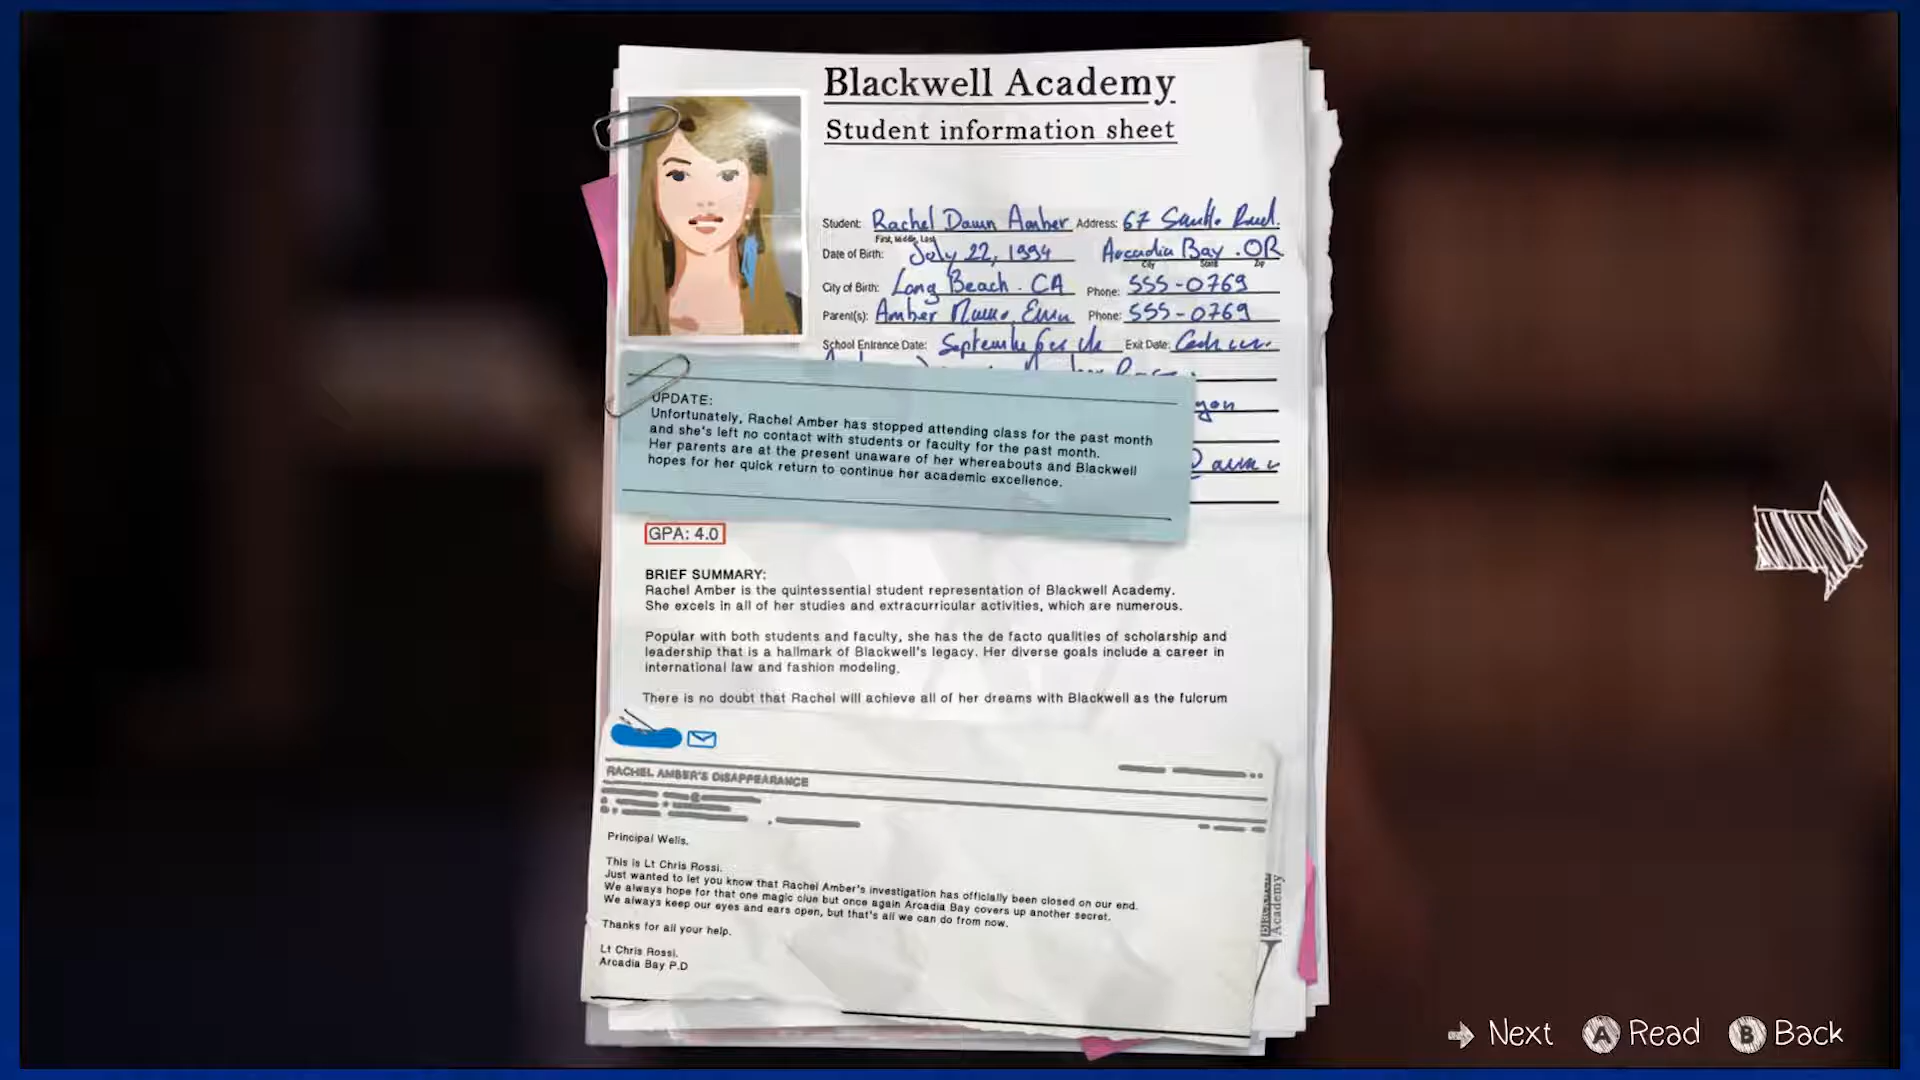 Blackwell Academy
Student information sheet
Student: Rachel Dawn Amber Address: 67
First, Middle, Last
Date of Birth: July 22, 1994 Arcadia Bay . OR
City State Zip
City of Birth: Long Beach . CA Phone: 555-0769
Parent(s): Amber Phone: 555-0769
School Entrance Date: Exit Date:
UPDATE:
Unfortunately, Rachel Amber has stopped attending class for the past month
and she's left no contact with students or faculty for the past month.
Her parents are at the present unaware of her whereabouts and Blackwell
hopes for her quick return to continue her academic excellence.
GPA: 4.0
BRIEF SUMMARY:
Rachel Amber is the quintessential student representation of Blackwell Academy.
She excels in all of her studies and extracurricular activities, which are numerous.
Popular with both students and faculty, she has the de facto qualities of scholarship and
leadership that is a hallmark of Blackwell's legacy. Her diverse goals include a career in
international law and fashion modeling.
There is no doubt that Rachel will achieve all of her dreams with Blackwell as the fulcrum
RACHEL AMBER'S DISAPPEARANCE
Principal Wells.
This is Lt Chris Rossi.
Just wanted to let you know that Rachel Amber's investigation has officially been closed on our end.
We always hope for that one magic clue but once again Arcadia Bay covers up another secret.
We always keep our eyes and ears open, but that's all we can do from now.
Thanks for all your help.
Lt Chris Rossi.
Arcadia Bay P.D
Blackwell
Academy
Next A Read B Back